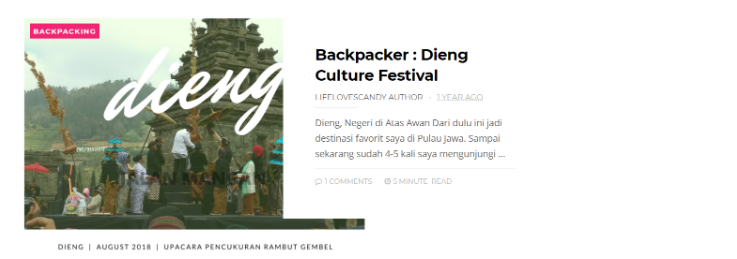 BACKPACKING
dieng
Backpacker : Dieng
Culture Festival
LIFELOVESCANDY AUTHOR - 1 YEAR AGO
Dieng, Negeri di Atas Awan Dari dulu ini jadi
destinasi favorit saya di Pulau Jawa. Sampai
sekarang sudah 4-5 kali saya mengunjungi ...
1 COMMENTS 5 MINUTE READ
DIENG | AUGUST 2018 | UPACARA PENCUKURAN RAMBUT GEMBEL